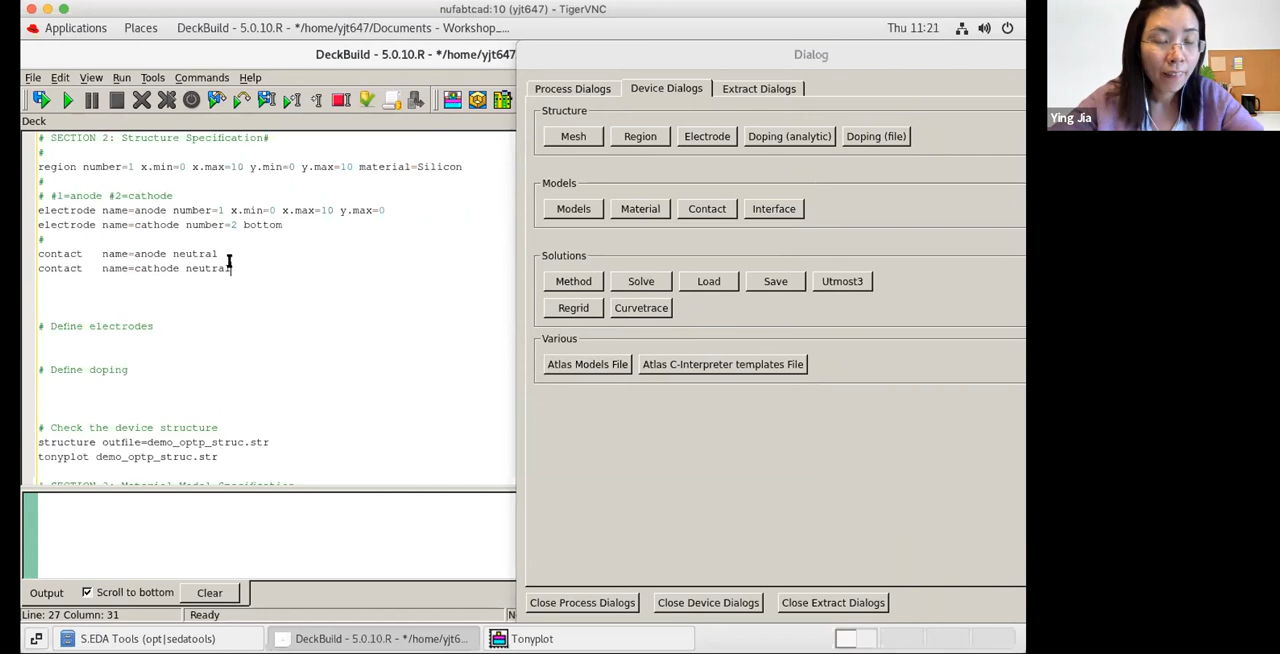 nufabtcad:10 (yjt647) - TigerVNC
Applications Places DeckBuild - 5.0.10.R - */home/yjt647/Documents - Workshop_... Thu 11:21
DeckBuild - 5.0.10.R - */home/yjt647
Dialog
File Edit View Run Tools Commands Help
Process Dialogs Device Dialogs Extract Dialogs
Deck
# SECTION 2: Structure Specification#
#
region number=1 x.min=0 x.max=10 y.min=0 y.max=10 material=Silicon
#
# #1=anode #2=cathode
electrode name=anode number=1 x.min=0 x.max=10 y.max=0
electrode name=cathode number=2 bottom
#
contact name=anode neutral
contact name=cathode neutral
# Define electrodes
# Define doping
# Check the device structure
structure outfile=demo_optp_struc.str
tonyplot demo_optp_struc.str
# SECTION 3: Material Model Specification
Structure
Mesh Region Electrode Doping (analytic) Doping (file)
Models
Models Material Contact Interface
Solutions
Method Solve Load Save Utmost3
Regrid Curvetrace
Various
Atlas Models File Atlas C-Interpreter templates File
Output Scroll to bottom Clear
Close Process Dialogs Close Device Dialogs Close Extract Dialogs
Line: 27 Column: 31 Ready
S.EDA Tools (opt|sedatools) DeckBuild - 5.0.10.R - */home/yjt6... Tonyplot
Ying Jia